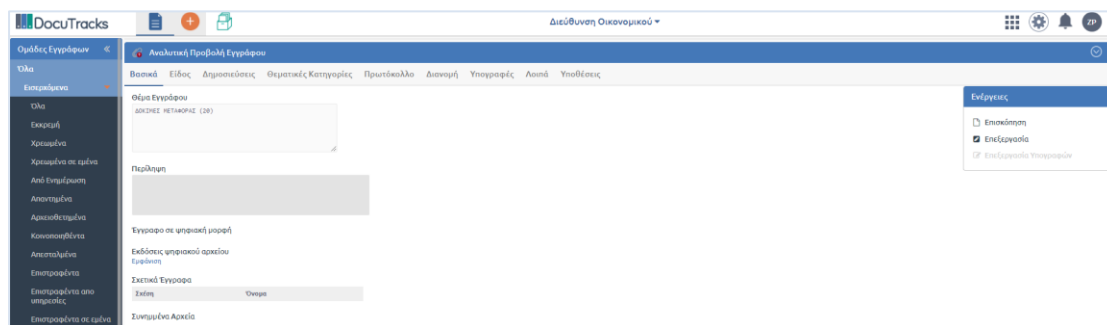 DocuTracks
Διεύθυνση Οικονομικού
ZP
Ομάδες Εγγράφων
Αναλυτική Προβολή Εγγράφου
Όλα
Εισερχόμενα
Όλα
Εκκρεμή
Χρεωμένα
Χρεωμένα σε εμένα
Από Ενημέρωση
Απαντημένα
Αρχειοθετημένα
Κοινοποιηθέντα
Απεσταλμένα
Επιστραφέντα
Επιστραφέντα απο
υπηρεσίες
Επιστραφέντα σε εμένα
Βασικά Είδος Δημοσιεύσεις Θεματικές Κατηγορίες Πρωτόκολλο Διανομή Υπογραφές Λοιπά Υποθέσεις
Θέμα Εγγράφου
ΔΟΚΙΜΕΣ ΜΕΤΑΦΟΡΑΣ (20)
Περίληψη
Έγγραφο σε ψηφιακή μορφή
Εκδόσεις ψηφιακού αρχείου
Εμφάνιση
Σχετικά Έγγραφα
Σχέση Όνομα
Συνημμένα Αρχεία
Ενέργειες
Επισκόπηση
Επεξεργασία
Επεξεργασία Υπογραφών